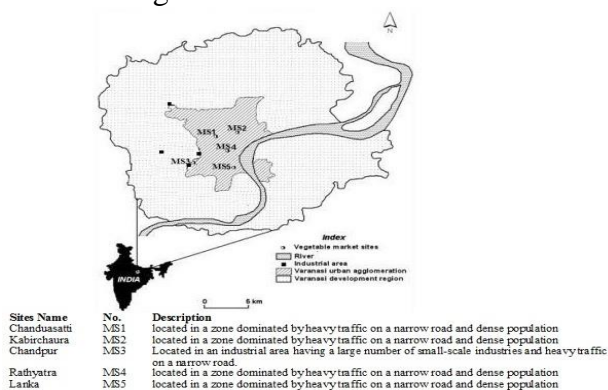 N
MS1 MS2
MS4
MS3
MS5
Index
Vegetable market sites
River
Industrial area
Varanasi urban agglomeration
Varanasi development region
INDIA
0 5 km
Sites Name No. Description
Chanduasatti MS1 located in a zone dominated by heavy traffic on a narrow road and dense population
Kabirchaura MS2 located in a zone dominated by heavy traffic on a narrow road and dense population
Chandpur MS3 Located in an industrial area having a large number of small-scale industries and heavy traffic
on a narrow road.
Rathyatra MS4 located in a zone dominated by heavy traffic on a narrow road and dense population
Lanka MS5 located in a zone dominated by heavy traffic on a narrow road and dense population